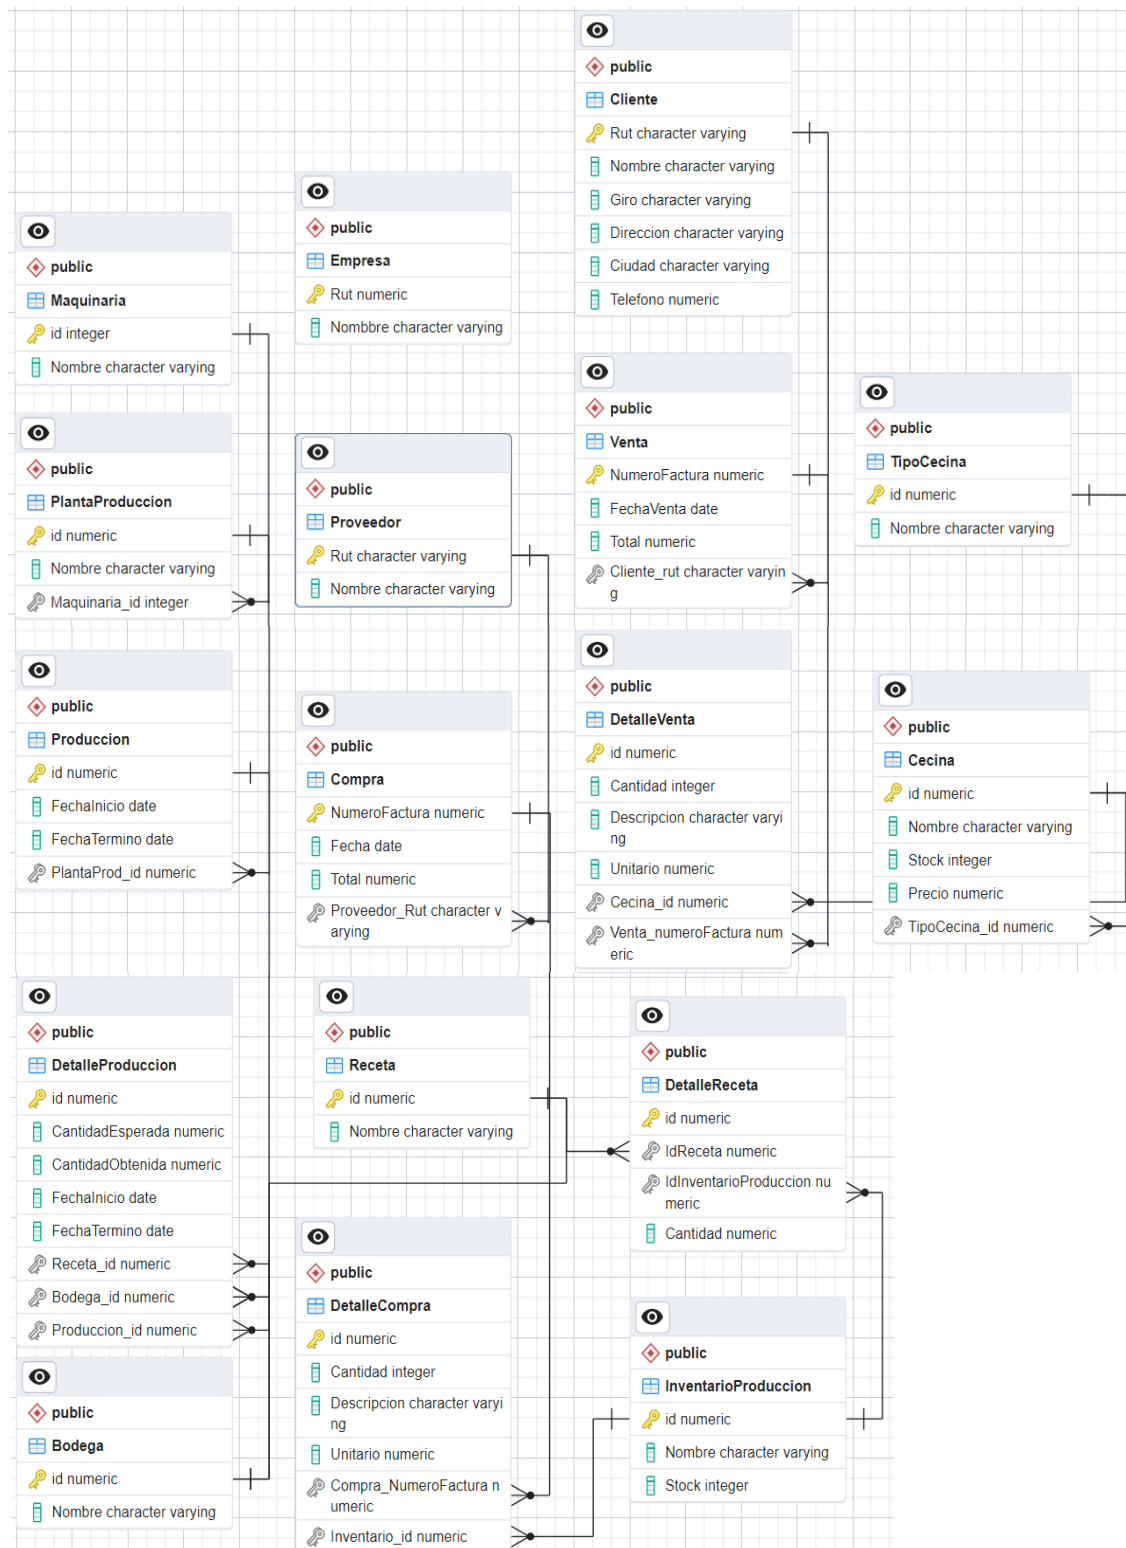 public
Cliente
Rut character varying
Nombre character varying
Giro character varying
Direccion character varying
Ciudad character varying
Telefono numeric
public
Empresa
Rut numeric
Nombbre character varying
public
Maquinaria
id integer
Nombre character varying
public
Venta
NumeroFactura numeric
FechaVenta date
Total numeric
Cliente_rut character varyin
g
public
TipoCecina
id numeric
Nombre character varying
public
PlantaProduccion
id numeric
Nombre character varying
Maquinaria_id integer
public
Proveedor
Rut character varying
Nombre character varying
public
DetalleVenta
id numeric
Cantidad integer
Descripcion character varyi
ng
Unitario numeric
Cecina_id numeric
Venta_numeroFactura num
eric
public
Cecina
id numeric
Nombre character varying
Stock integer
Precio numeric
TipoCecina_id numeric
public
Produccion
id numeric
FechaInicio date
FechaTermino date
PlantaProd_id numeric
public
Compra
NumeroFactura numeric
Fecha date
Total numeric
Proveedor_Rut character v
arying
public
DetalleProduccion
id numeric
CantidadEsperada numeric
CantidadObtenida numeric
FechaInicio date
FechaTermino date
Receta_id numeric
Bodega_id numeric
Produccion_id numeric
public
Receta
id numeric
Nombre character varying
public
DetalleReceta
id numeric
IdReceta numeric
IdInventarioProduccion nu
meric
Cantidad numeric
public
DetalleCompra
id numeric
Cantidad integer
Descripcion character varyi
ng
Unitario numeric
Compra_NumeroFactura n
umeric
Inventario_id numeric
public
InventarioProduccion
id numeric
Nombre character varying
Stock integer
public
Bodega
id numeric
Nombre character varying